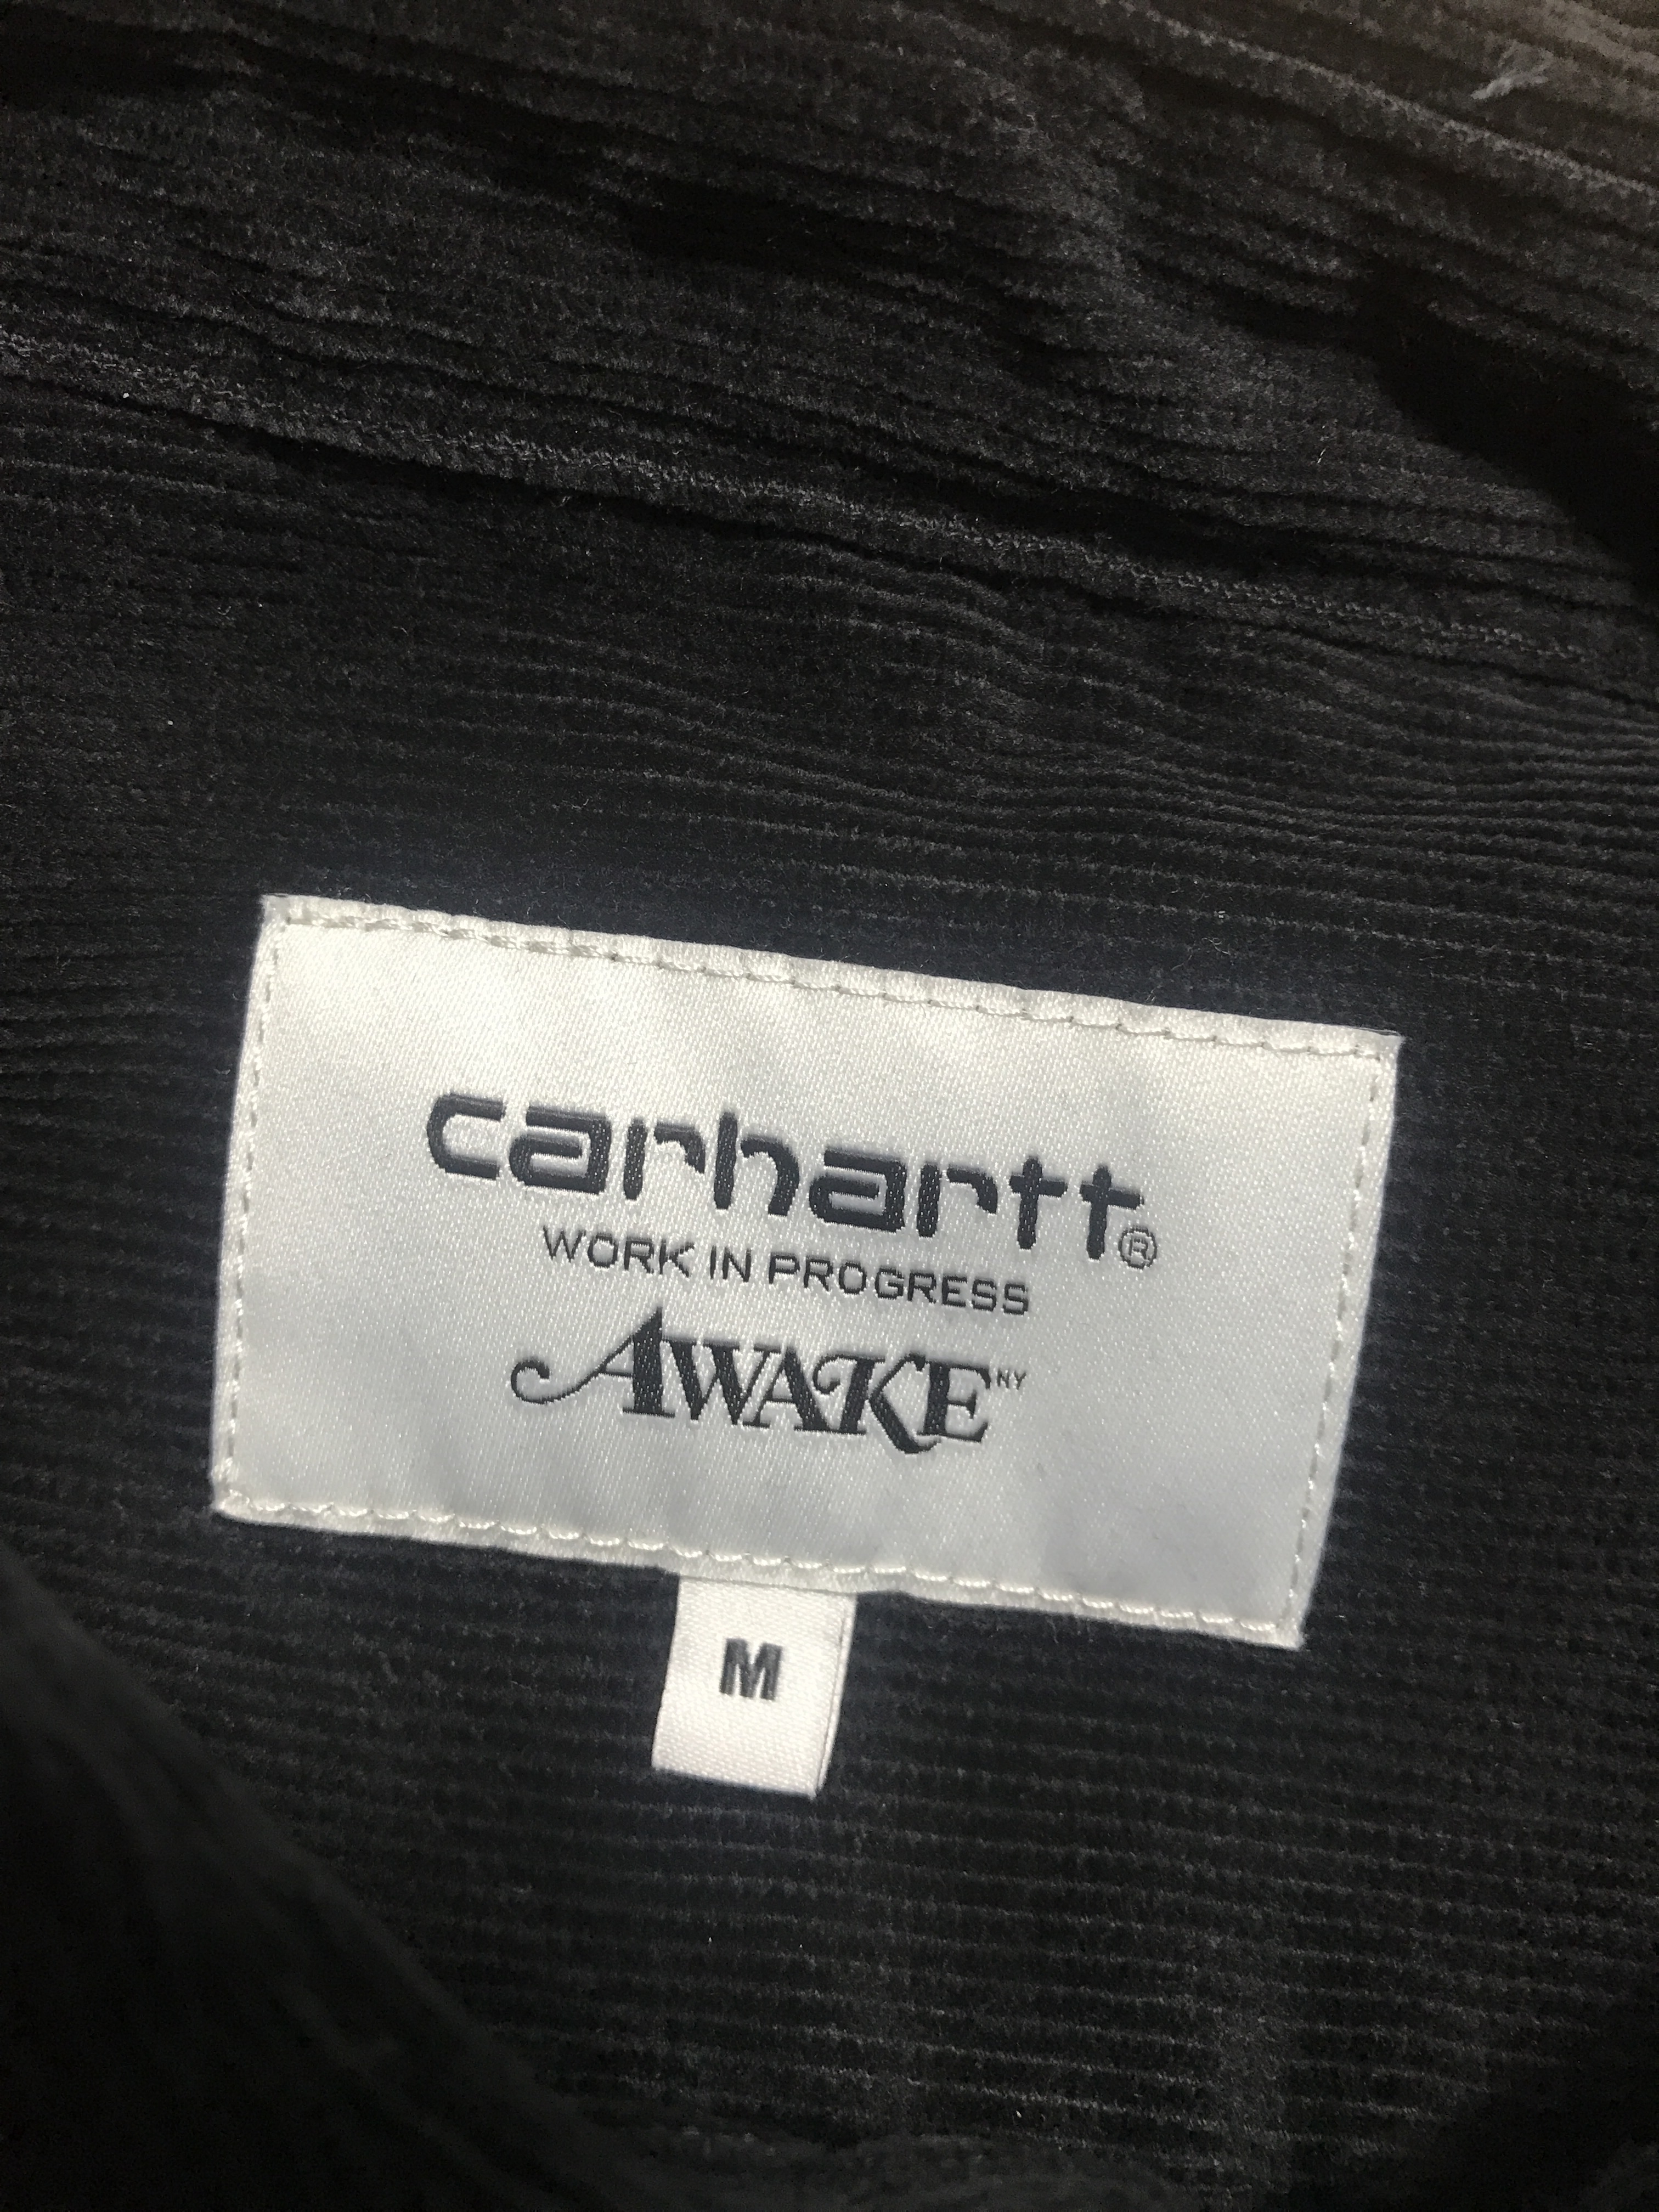 carhartt®
WORK IN PROGRESS
AWAKE NY
M